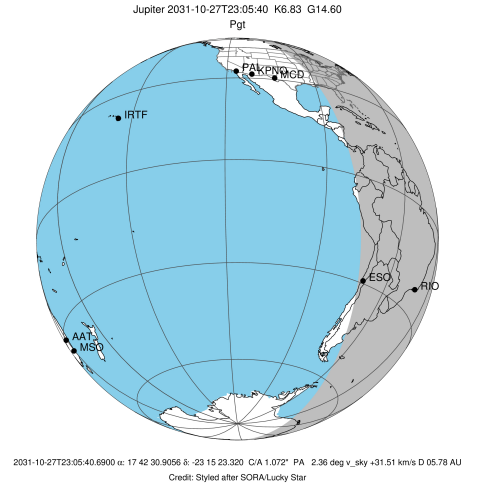 Jupiter 2031-10-27T23:05:40  K6.83  G14.60
Pgt
PAL
KPNO
MCD
IRTF
ESO
RIO
AAT
MSO
2031-10-27T23:05:40.6900 α: 17 42 30.9056 δ: -23 15 23.320  C/A 1.072"  PA   2.36 deg v_sky +31.51 km/s D 05.78 AU
Credit: Styled after SORA/Lucky Star